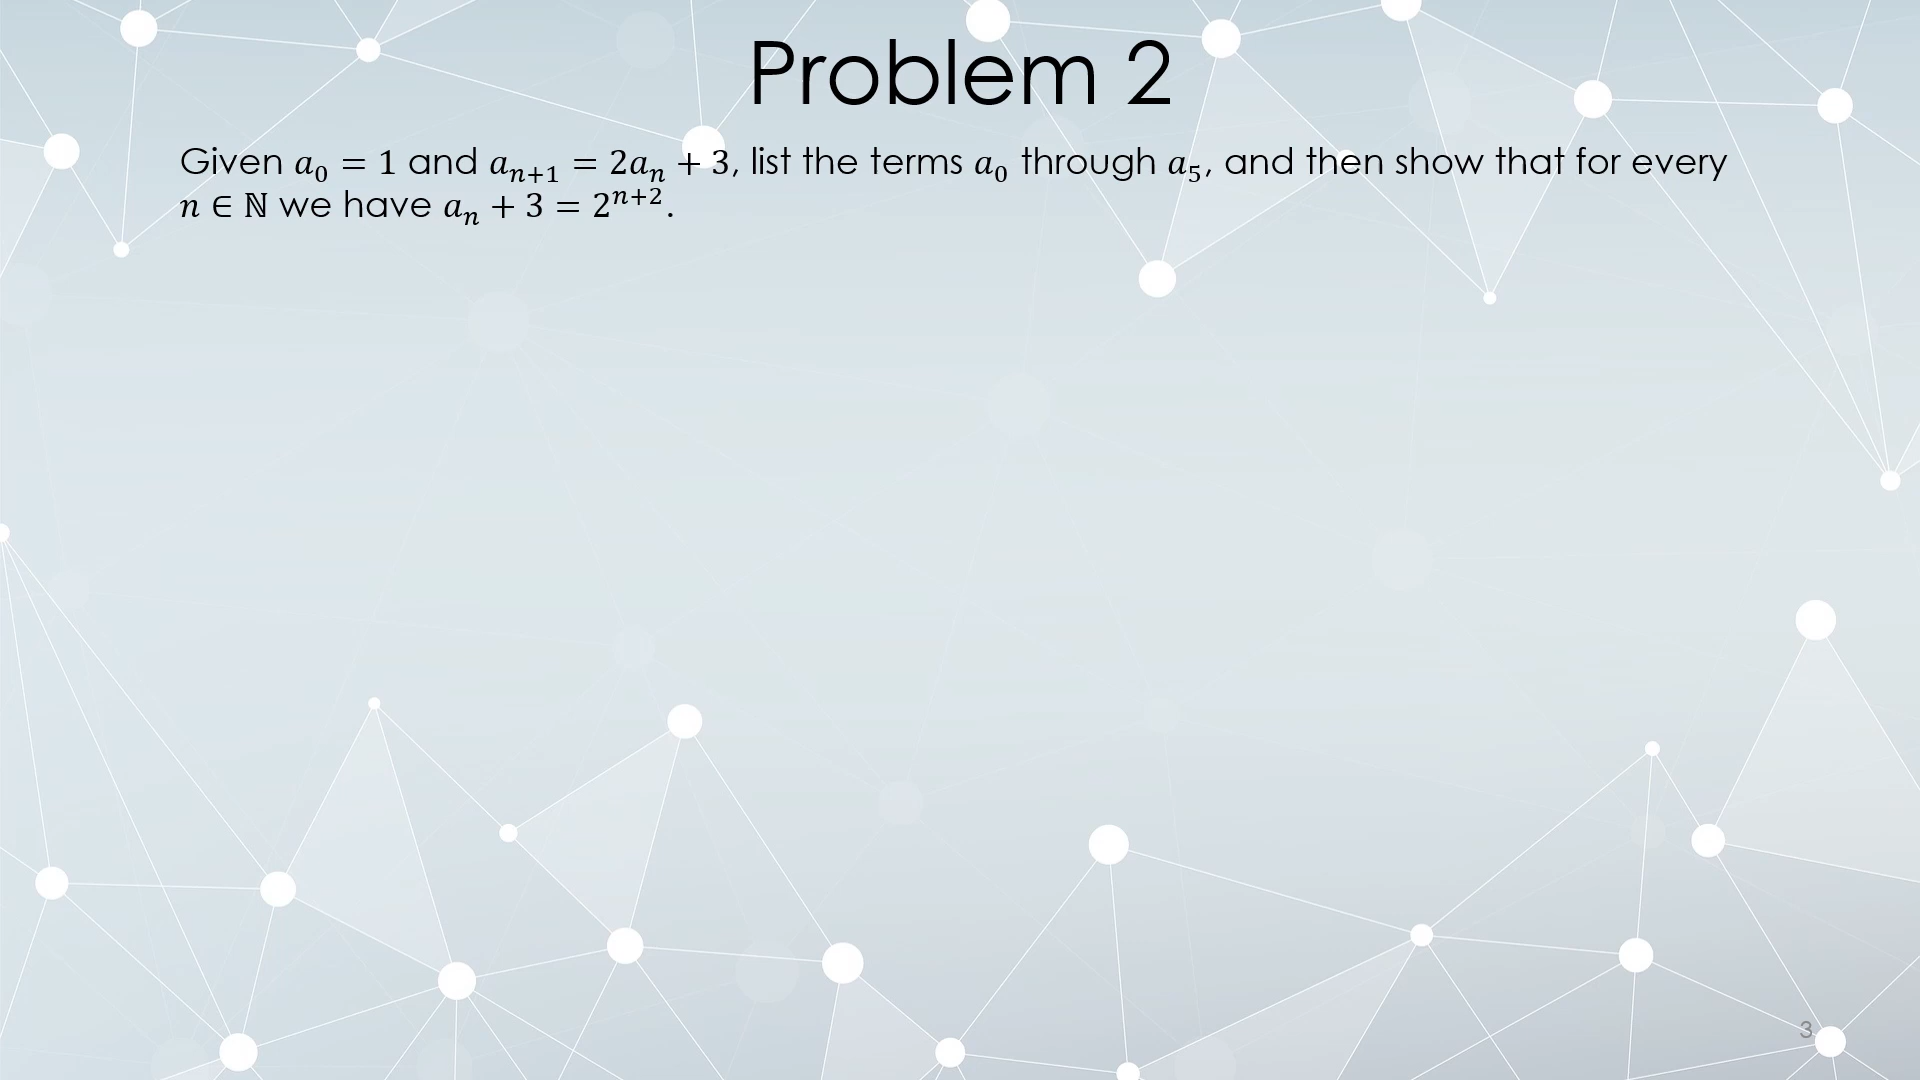 Problem 2
Given 𝑎₀ = 1 and 𝑎ₙ₊₁ = 2𝑎ₙ + 3, list the terms 𝑎₀ through 𝑎₅, and then show that for every
𝑛 ∈ ℕ we have 𝑎ₙ + 3 = 2ⁿ⁺².
3